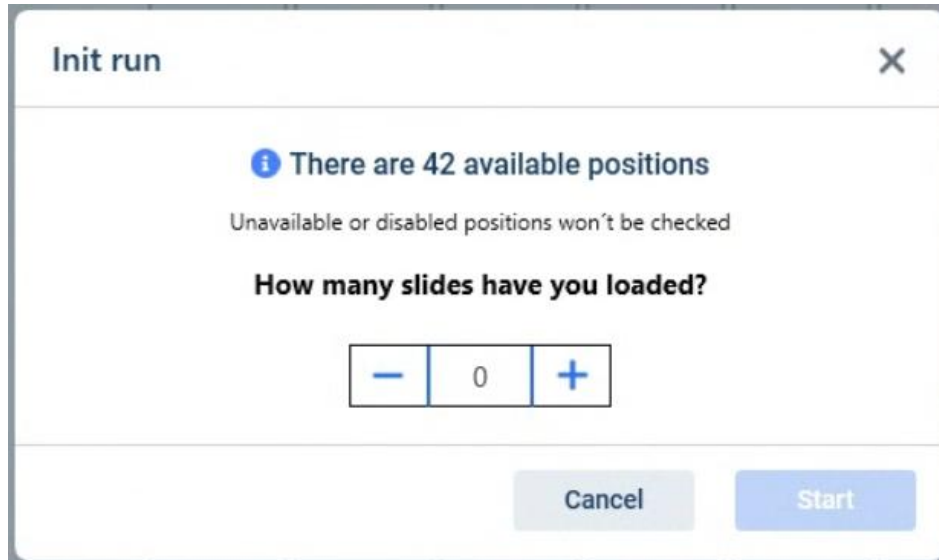 Init run
There are 42 available positions
Unavailable or disabled positions won´t be checked
How many slides have you loaded?
0
Cancel
Start